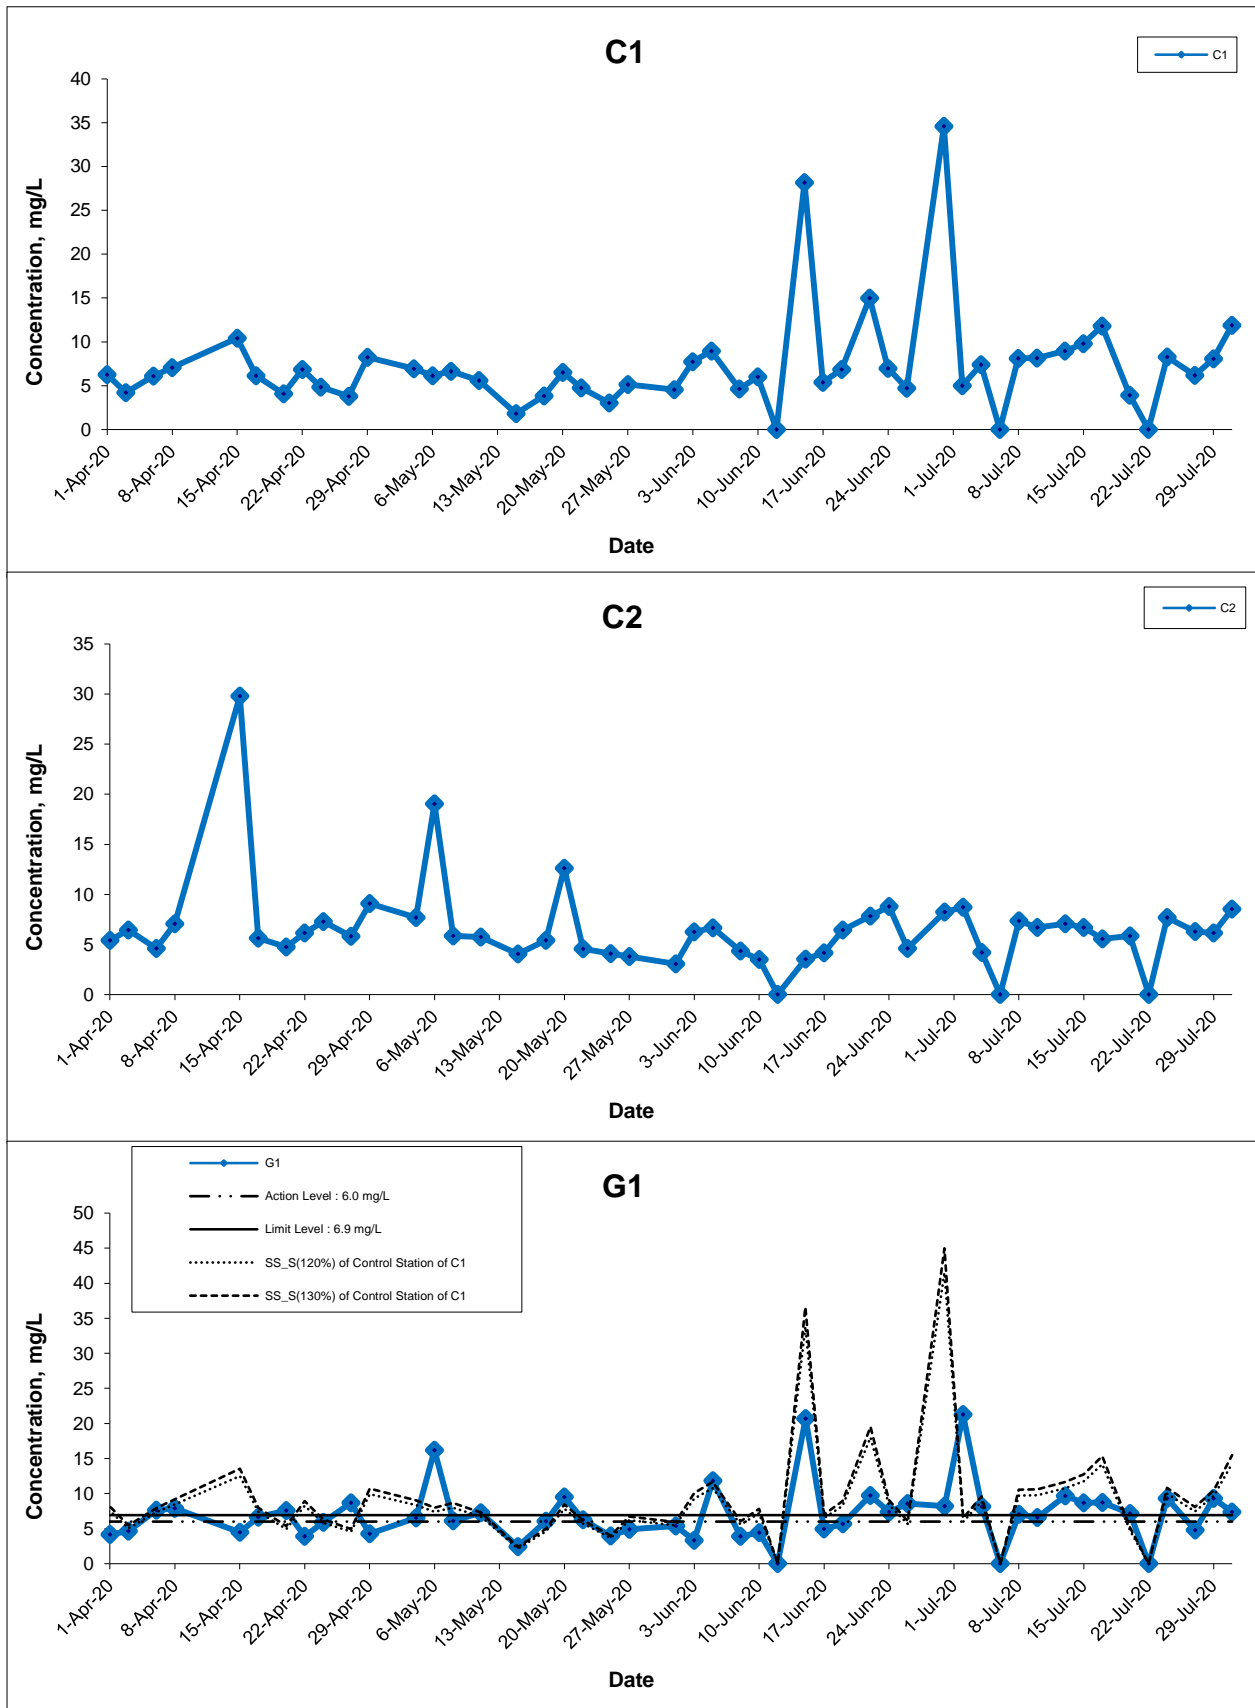 C1
C1
40
35
30
25
20
15
10
5
0
Concentration, mg/L
1-Apr-20
8-Apr-20
15-Apr-20
22-Apr-20
29-Apr-20
6-May-20
13-May-20
20-May-20
27-May-20
3-Jun-20
10-Jun-20
17-Jun-20
24-Jun-20
1-Jul-20
8-Jul-20
15-Jul-20
22-Jul-20
29-Jul-20
Date
C2
C2
35
30
25
20
15
10
5
0
Concentration, mg/L
1-Apr-20
8-Apr-20
15-Apr-20
22-Apr-20
29-Apr-20
6-May-20
13-May-20
20-May-20
27-May-20
3-Jun-20
10-Jun-20
17-Jun-20
24-Jun-20
1-Jul-20
8-Jul-20
15-Jul-20
22-Jul-20
29-Jul-20
Date
G1
Action Level : 6.0 mg/L
Limit Level : 6.9 mg/L
SS_S(120%) of Control Station of C1
SS_S(130%) of Control Station of C1
G1
50
45
40
35
30
25
20
15
10
5
0
Concentration, mg/L
1-Apr-20
8-Apr-20
15-Apr-20
22-Apr-20
29-Apr-20
6-May-20
13-May-20
20-May-20
27-May-20
3-Jun-20
10-Jun-20
17-Jun-20
24-Jun-20
1-Jul-20
8-Jul-20
15-Jul-20
22-Jul-20
29-Jul-20
Date